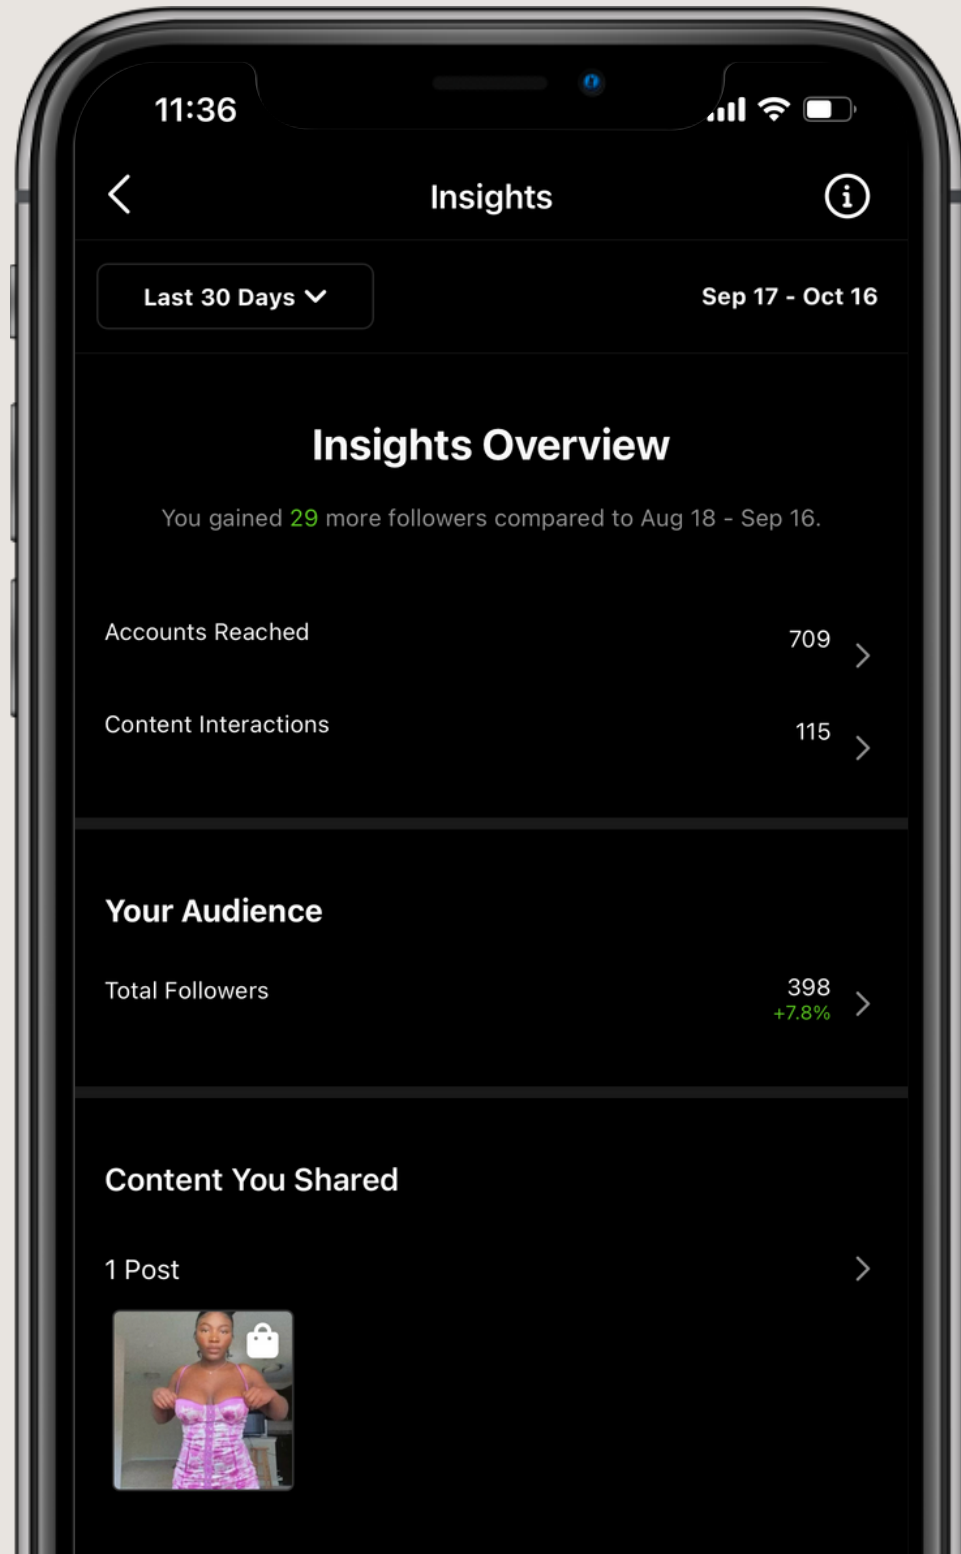 11:36
Insights
Last 30 Days
Sep 17 - Oct 16
Insights Overview
You gained 29 more followers compared to Aug 18 - Sep 16.
Accounts Reached
709
Content Interactions
115
Your Audience
Total Followers
398
+7.8%
Content You Shared
1 Post